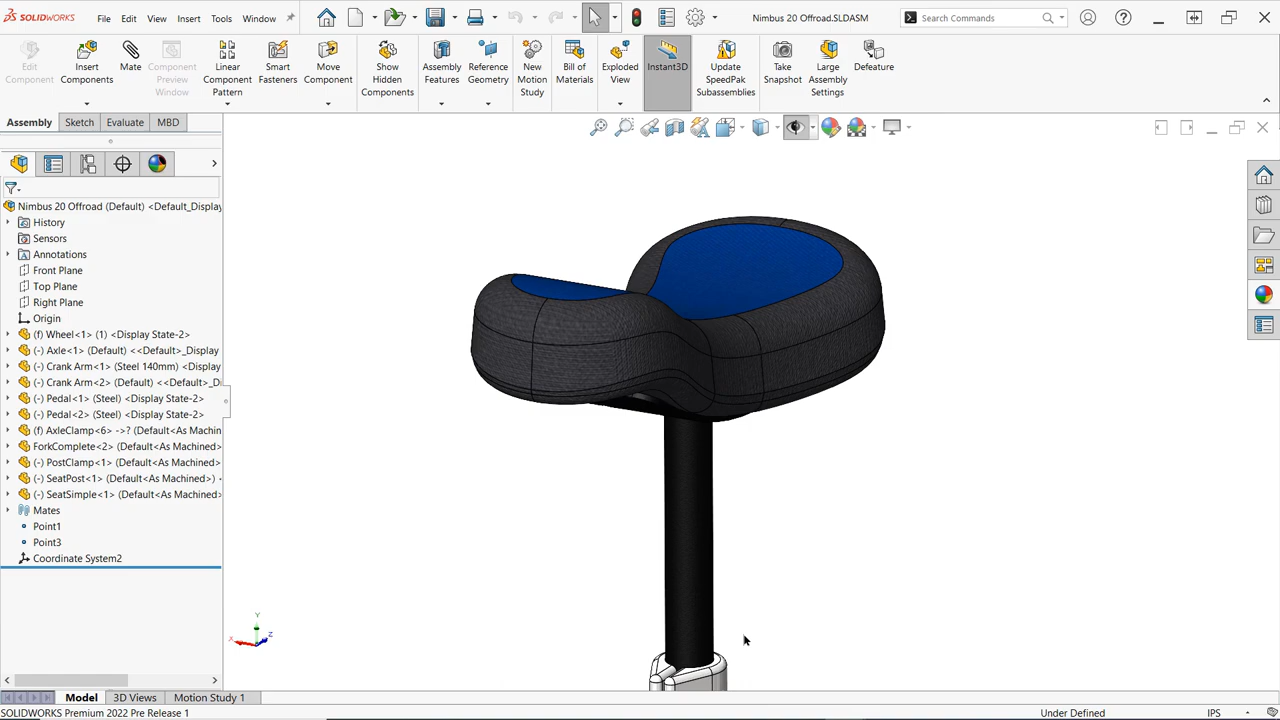 SOLIDWORKS
File
Edit
View
Insert
Tools
Window
Nimbus 20 Offroad.SLDASM
Search Commands
Edit Component
Insert Components
Mate
Component Preview Window
Linear Component Pattern
Smart Fasteners
Move Component
Show Hidden Components
Assembly Features
Reference Geometry
New Motion Study
Bill of Materials
Exploded View
Instant3D
Update SpeedPak Subassemblies
Take Snapshot
Large Assembly Settings
Defeature
Assembly
Sketch
Evaluate
MBD
Nimbus 20 Offroad (Default) <Default_Display
History
Sensors
Annotations
Front Plane
Top Plane
Right Plane
Origin
(f) Wheel<1> (1) <Display State-2>
(-) Axle<1> (Default) <<Default>_Display
(-) Crank Arm<1> (Steel 140mm) <Display
(-) Crank Arm<2> (Default) <<Default>_D
(-) Pedal<1> (Steel) <Display State-2>
(-) Pedal<2> (Steel) <Display State-2>
(f) AxleClamp<6> ->? (Default<As Machin
ForkComplete<2> (Default<As Machined>
(-) PostClamp<1> (Default<As Machined>
(-) SeatPost<1> (Default<As Machined>) -
(-) SeatSimple<1> (Default<As Machined>)
Mates
Point1
Point3
Coordinate System2
Y
X
Z
Model
3D Views
Motion Study 1
SOLIDWORKS Premium 2022 Pre Release 1
Under Defined
IPS